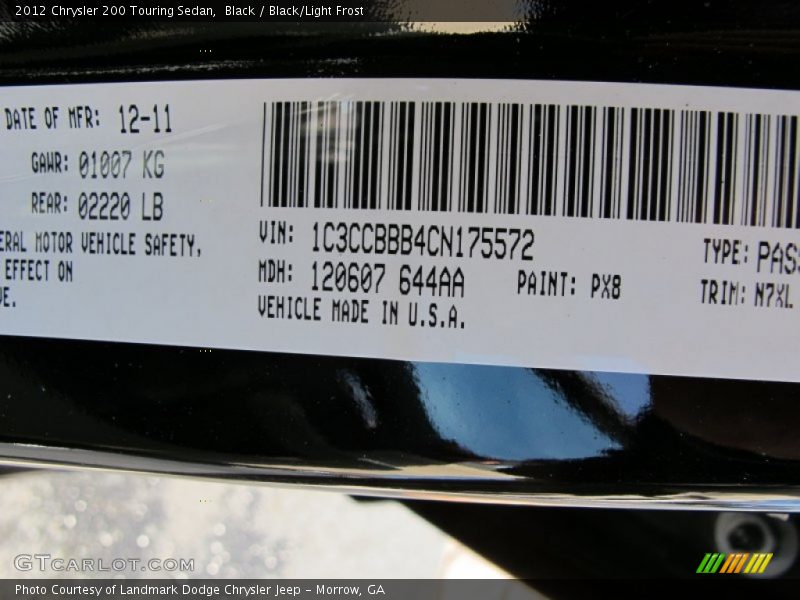 2012 Chrysler 200 Touring Sedan,  Black / Black/Light Frost
DATE OF MFR: 12-11
GAWR: 01007 KG
REAR: 02220 LB
ERAL MOTOR VEHICLE SAFETY,
EFFECT ON
VE.
VIN: 1C3CCBBB4CN175572
MDH: 120607 644AA
PAINT: PX8
VEHICLE MADE IN U.S.A.
TYPE: PAS
TRIM: N7XL
GTCARLOT.COM
Photo Courtesy of Landmark Dodge Chrysler Jeep – Morrow, GA